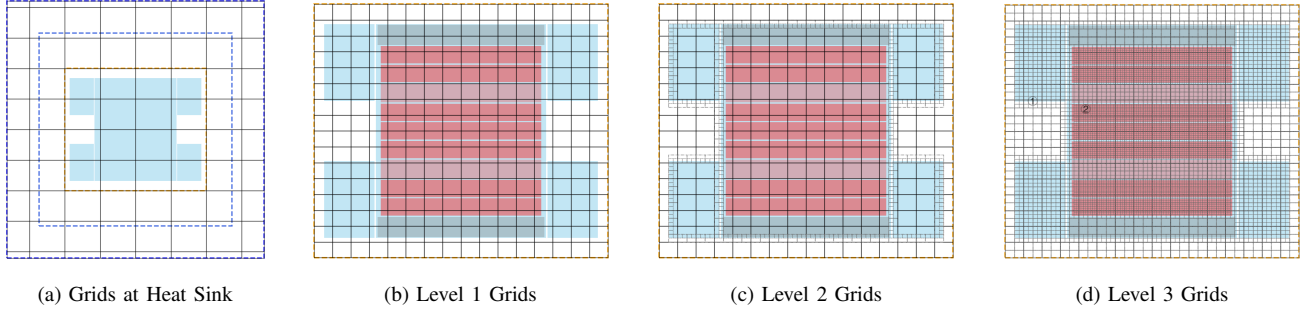 ①
②
(a) Grids at Heat Sink
(b) Level 1 Grids
(c) Level 2 Grids
(d) Level 3 Grids